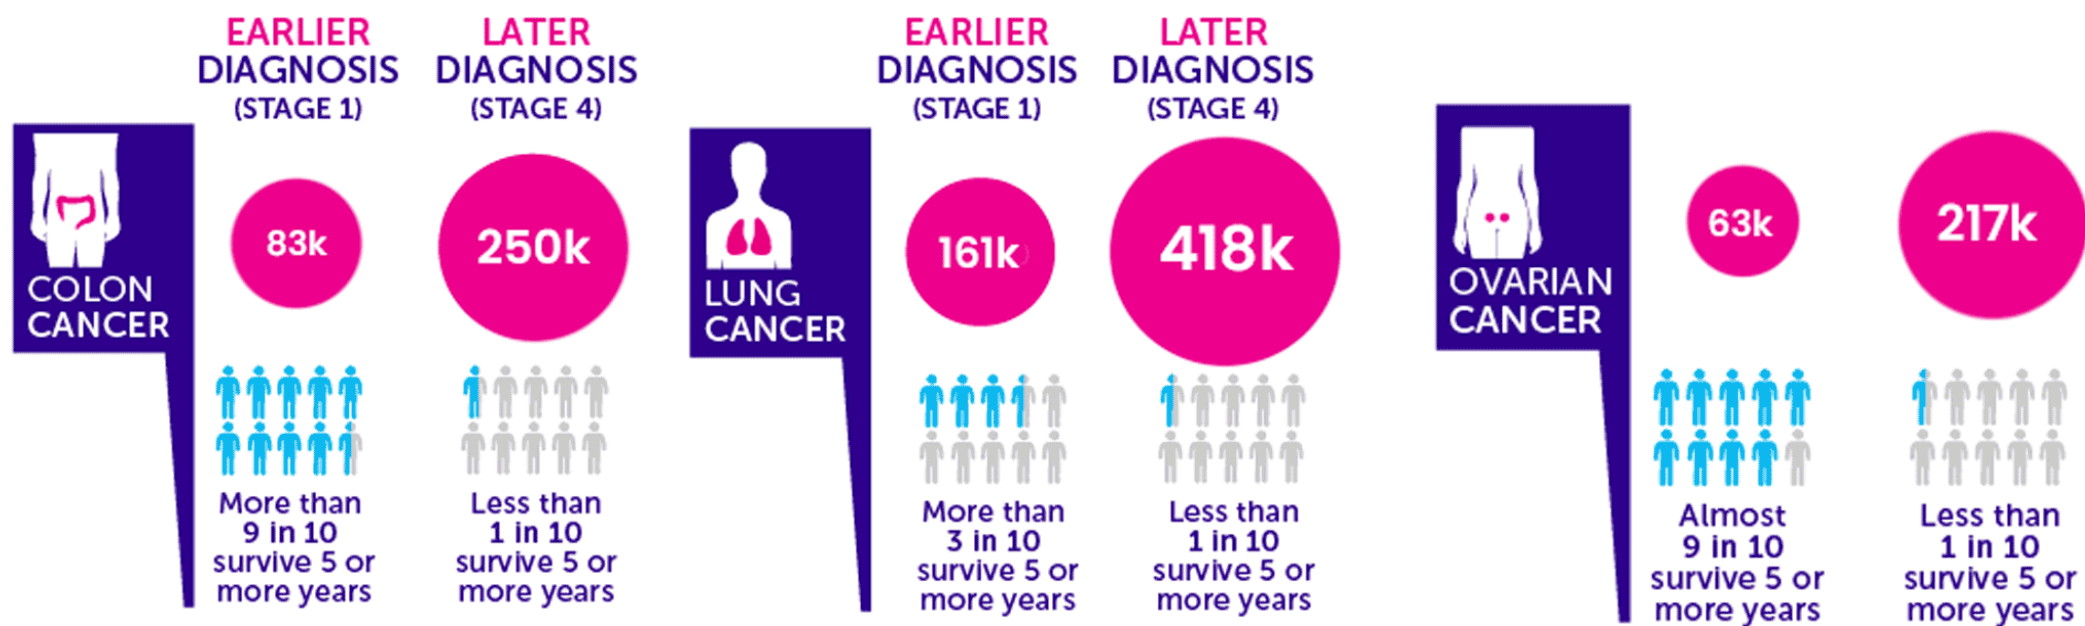 COLON
CANCER
EARLIER
DIAGNOSIS
(STAGE 1)
83k
More than
9 in 10
survive 5 or
more years
LATER
DIAGNOSIS
(STAGE 4)
250k
Less than
1 in 10
survive 5 or
more years
LUNG
CANCER
EARLIER
DIAGNOSIS
(STAGE 1)
161k
More than
3 in 10
survive 5 or
more years
LATER
DIAGNOSIS
(STAGE 4)
418k
Less than
1 in 10
survive 5 or
more years
OVARIAN
CANCER
63k
Almost
9 in 10
survive 5 or
more years
217k
Less than
1 in 10
survive 5 or
more years